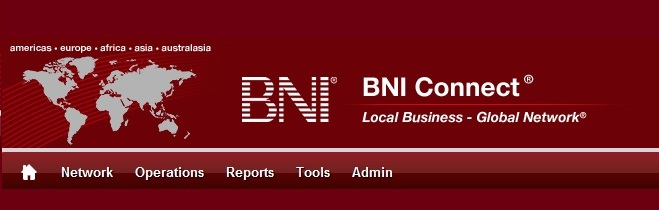 americas • europe • africa • asia • australasia
BNI®
BNI Connect®
Local Business - Global Network®
Network Operations Reports Tools Admin